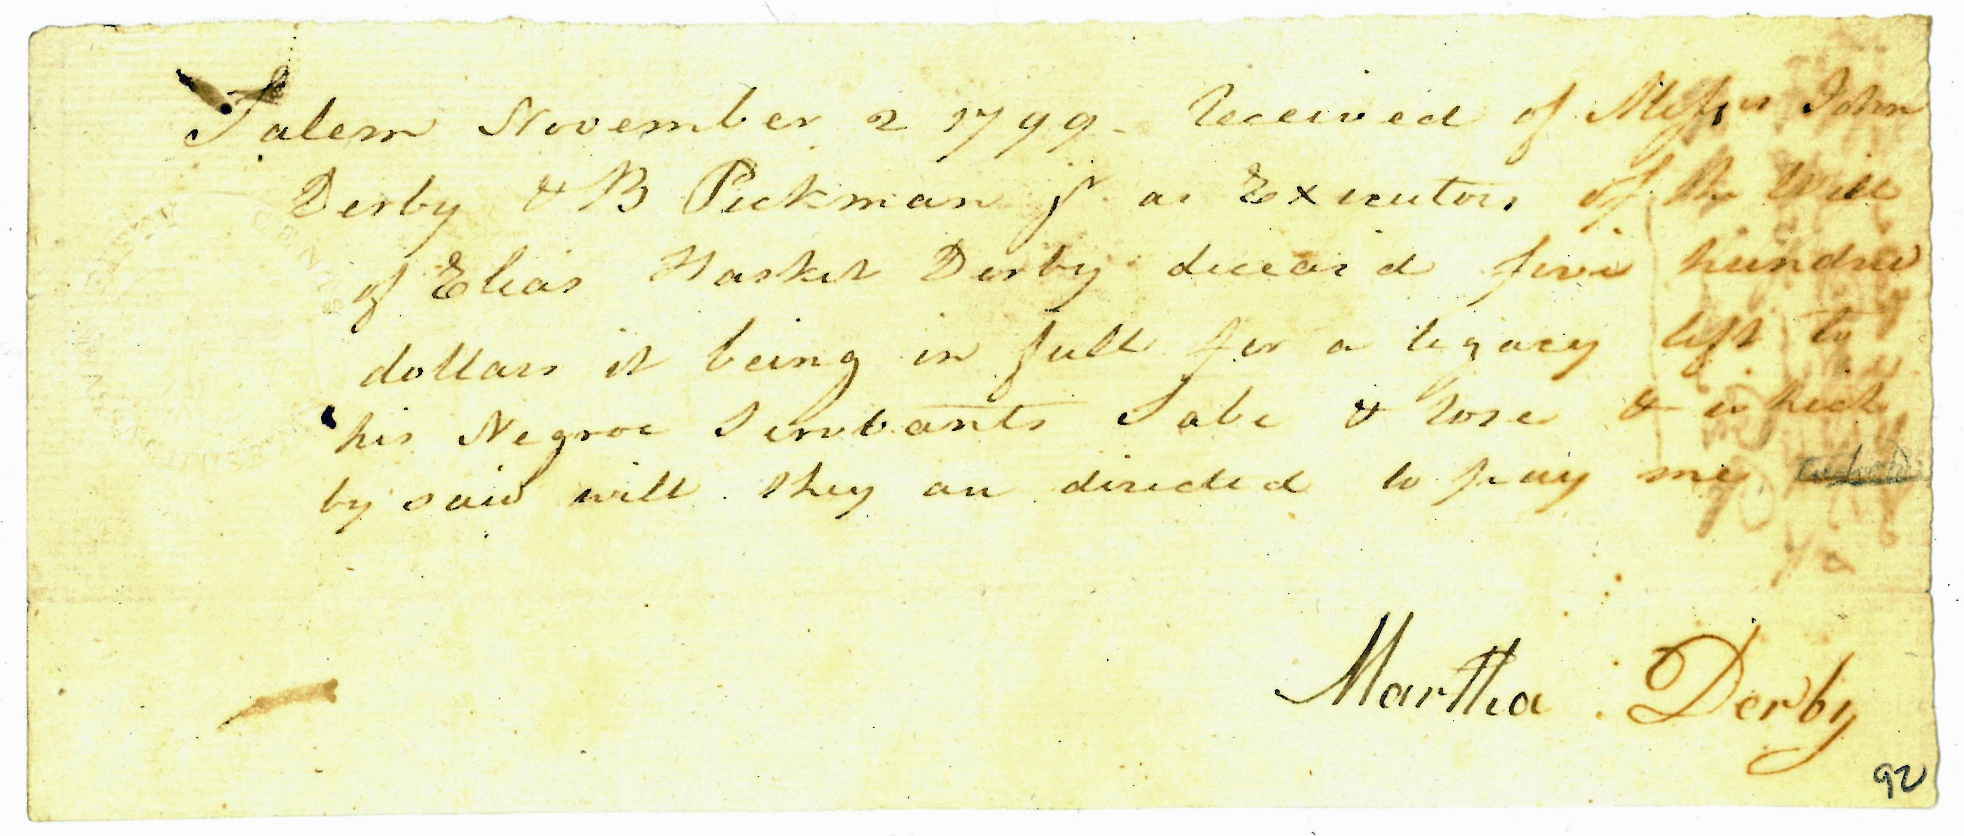 Salem November 2 1799. Received of Messrs John
Derby & B Pickman jr. as Executors of the Will
of Elias Hasket Derby deceas'd five hundred
dollars it being in full for a legacy left to
his Negroe Servants Sabe & Rose & which
by said will they are directed to pay me
Martha Derby
92